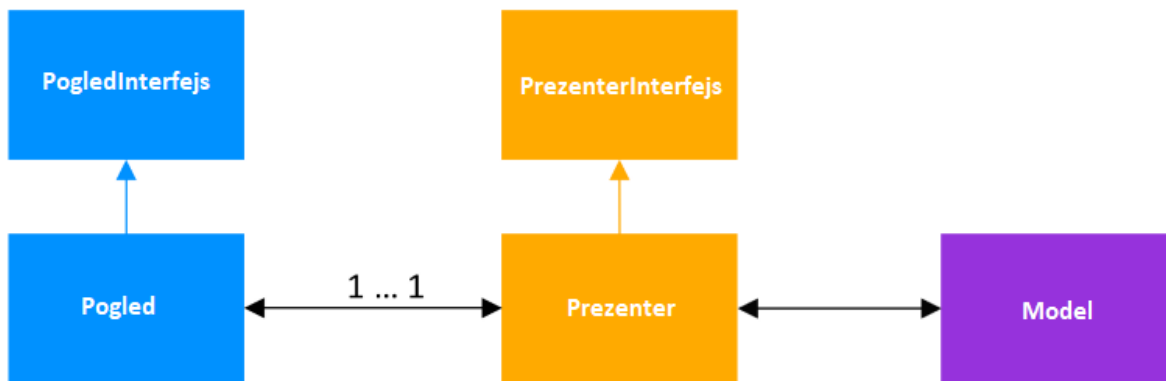 PogledInterfejs
PrezenterInterfejs
1 ... 1
Pogled
Prezenter
Model